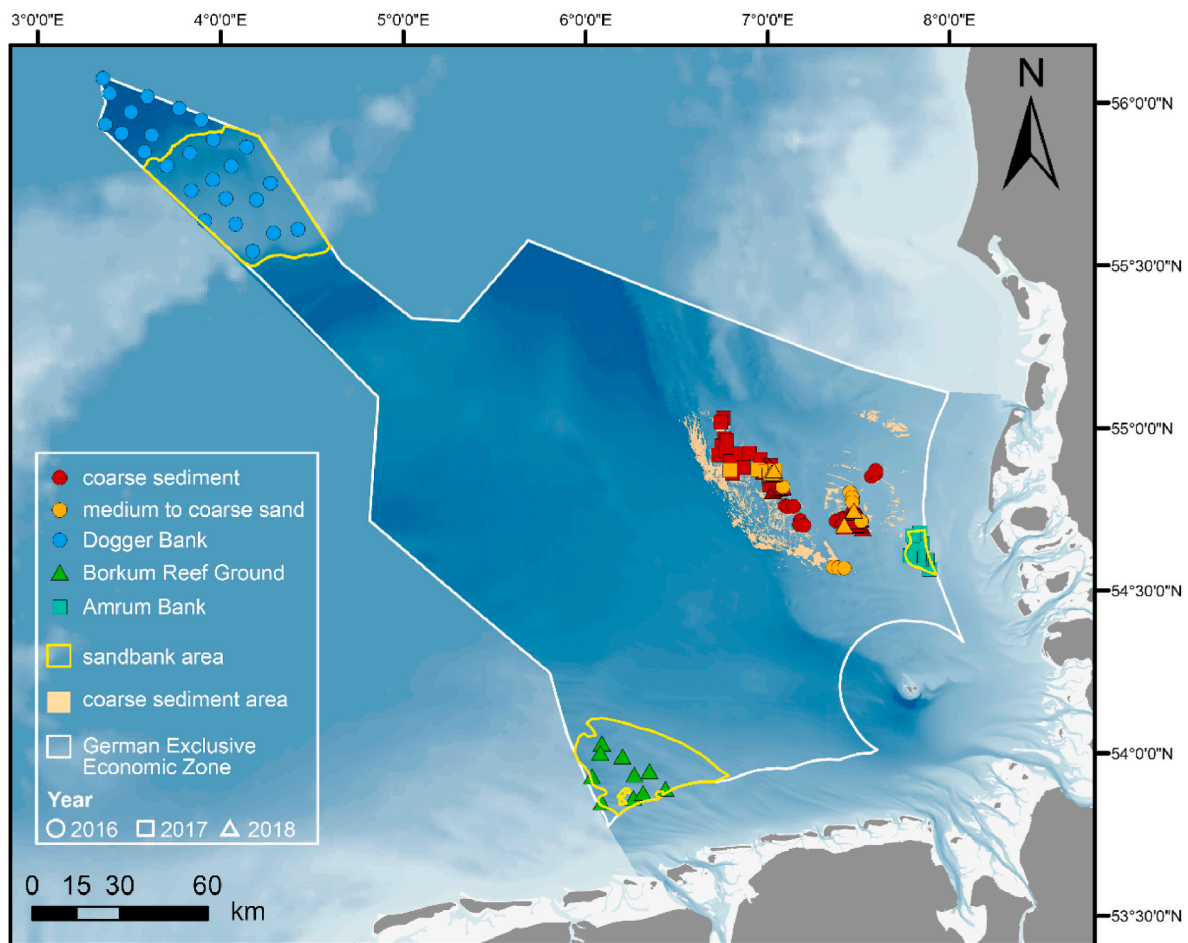 3°0'0"E 4°0'0"E 5°0'0"E 6°0'0"E 7°0'0"E 8°0'0"E
N
56°0'0"N
55°30'0"N
55°0'0"N
54°30'0"N
54°0'0"N
53°30'0"N
coarse sediment
medium to coarse sand
Dogger Bank
Borkum Reef Ground
Amrum Bank
sandbank area
coarse sediment area
German Exclusive
Economic Zone
Year
2016 2017 2018
0 15 30 60
km